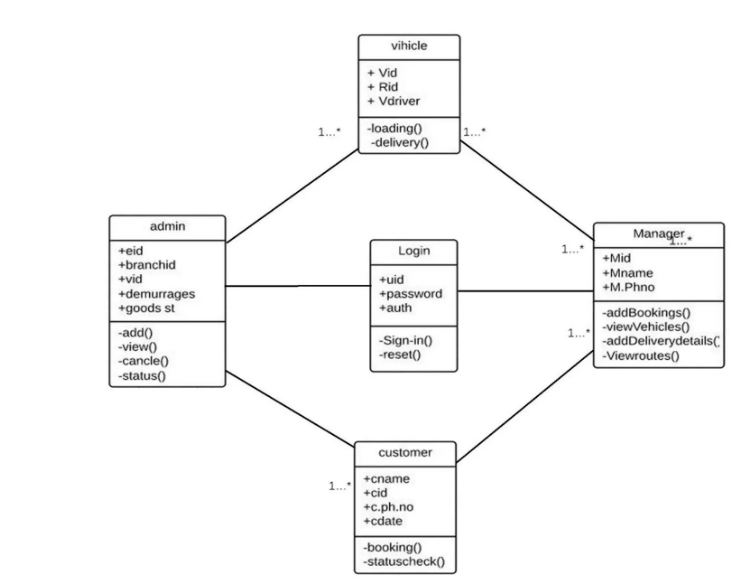 vihicle
+ Vid
+ Rid
+ Vdriver
-loading()
-delivery()
1...*
1...*
admin
+eid
+branchid
+vid
+demurrages
+goods st
-add()
-view()
-cancle()
-status()
Login
+uid
+password
+auth
-Sign-in()
-reset()
1...*
Manager
1...*
+Mid
+Mname
+M.Phno
-addBookings()
-viewVehicles()
-addDeliverydetails(
-Viewroutes()
1...*
customer
+cname
+cid
+c.ph.no
+cdate
-booking()
-statuscheck()
1...*